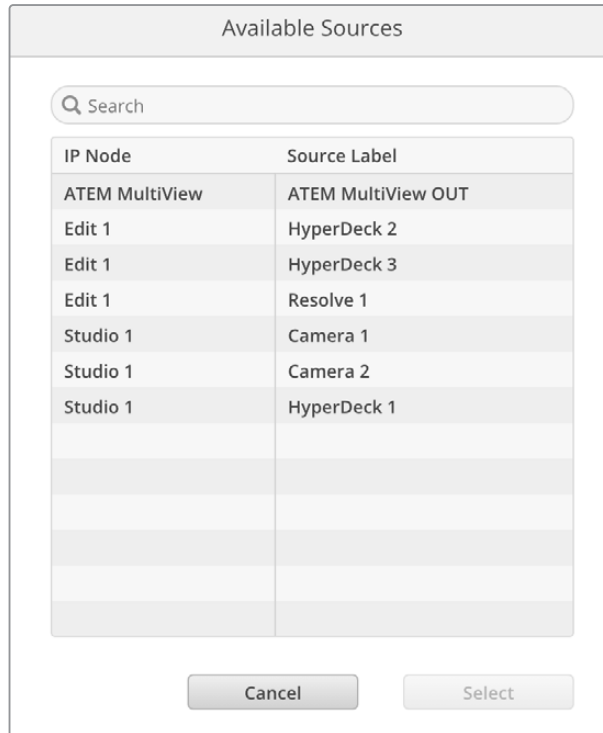 Available Sources
Search
IP Node Source Label
ATEM MultiView ATEM MultiView OUT
Edit 1 HyperDeck 2
Edit 1 HyperDeck 3
Edit 1 Resolve 1
Studio 1 Camera 1
Studio 1 Camera 2
Studio 1 HyperDeck 1
Cancel Select